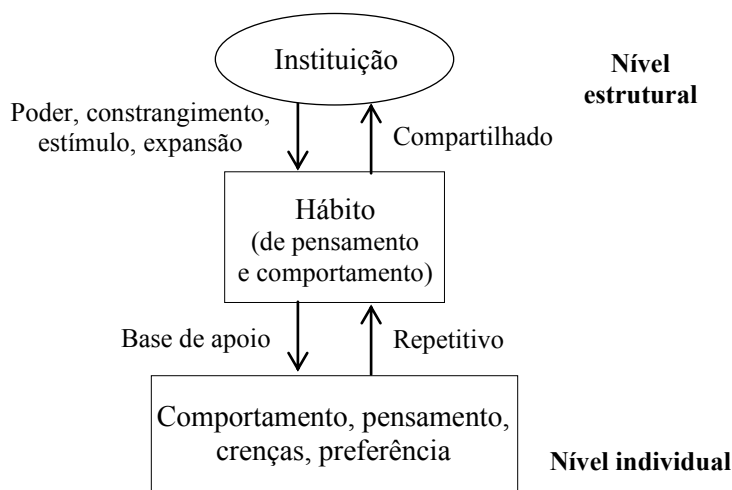 Instituição
Nível
estrutural
Poder, constrangimento,
estímulo, expansão
Compartilhado
Hábito
(de pensamento
e comportamento)
Base de apoio
Repetitivo
Comportamento, pensamento,
crenças, preferência
Nível individual